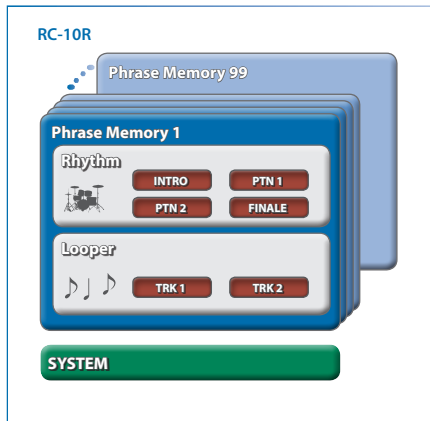 RC-10R
Phrase Memory 99
Phrase Memory 1
Rhythm
INTRO PTN 1
PTN 2 FINALE
Looper
TRK 1 TRK 2
SYSTEM